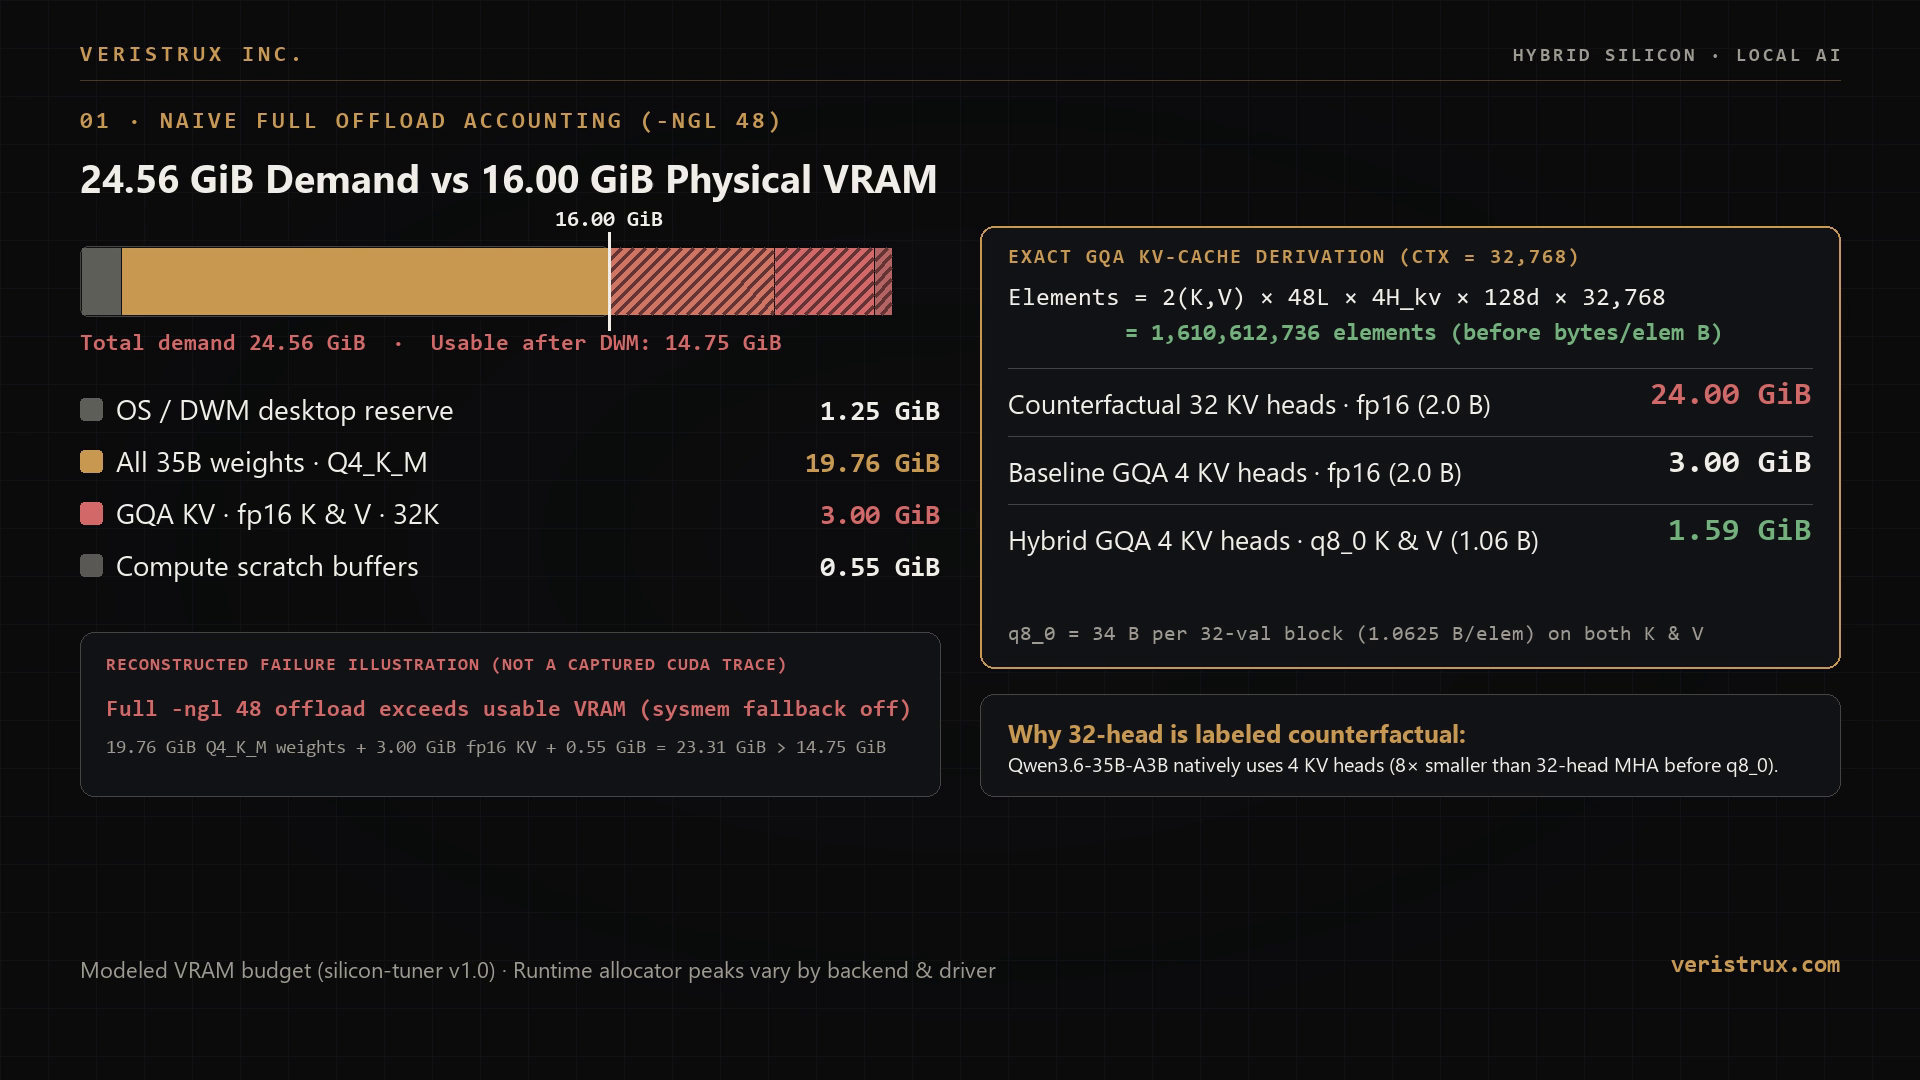 VERISTRUX INC.
HYBRID SILICON · LOCAL AI
01 · NAIVE FULL OFFLOAD ACCOUNTING (-NGL 48)
24.56 GiB Demand vs 16.00 GiB Physical VRAM
16.00 GiB
Total demand 24.56 GiB · Usable after DWM: 14.75 GiB
OS / DWM desktop reserve 1.25 GiB
All 35B weights · Q4_K_M 19.76 GiB
GQA KV · fp16 K & V · 32K 3.00 GiB
Compute scratch buffers 0.55 GiB
RECONSTRUCTED FAILURE ILLUSTRATION (NOT A CAPTURED CUDA TRACE)
Full -ngl 48 offload exceeds usable VRAM (sysmem fallback off)
19.76 GiB Q4_K_M weights + 3.00 GiB fp16 KV + 0.55 GiB = 23.31 GiB > 14.75 GiB
EXACT GQA KV-CACHE DERIVATION (CTX = 32,768)
Elements = 2(K,V) × 48L × 4H_kv × 128d × 32,768
= 1,610,612,736 elements (before bytes/elem B)
Counterfactual 32 KV heads · fp16 (2.0 B) 24.00 GiB
Baseline GQA 4 KV heads · fp16 (2.0 B) 3.00 GiB
Hybrid GQA 4 KV heads · q8_0 K & V (1.06 B) 1.59 GiB
q8_0 = 34 B per 32-val block (1.0625 B/elem) on both K & V
Why 32-head is labeled counterfactual:
Qwen3.6-35B-A3B natively uses 4 KV heads (8× smaller than 32-head MHA before q8_0).
Modeled VRAM budget (silicon-tuner v1.0) · Runtime allocator peaks vary by backend & driver
veristrux.com